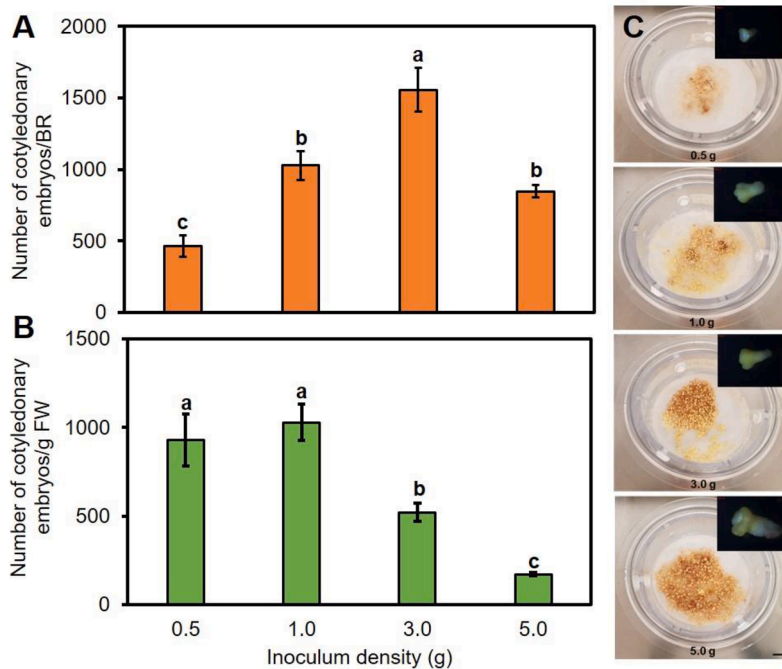 A
Number of cotyledonary
embryos/BR
2000
1500
1000
500
0
c
b
a
b
B
Number of cotyledonary
embryos/g FW
1500
1000
500
0
a
a
b
c
0.5 1.0 3.0 5.0
Inoculum density (g)
C
0.5 g
1.0 g
3.0 g
5.0 g